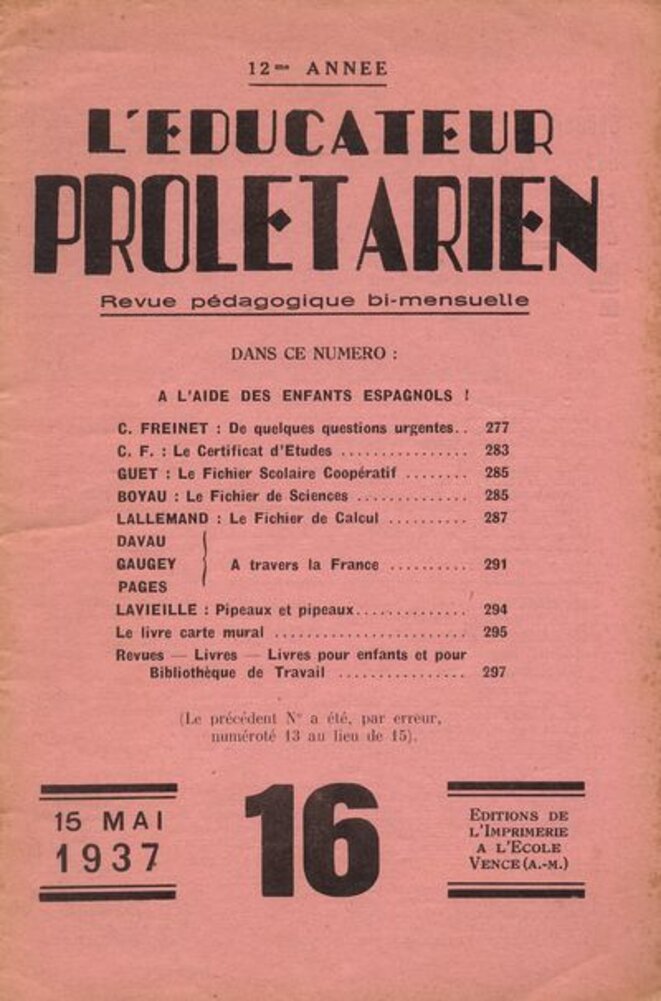 12me ANNEE
L'EDUCATEUR
PROLETARIEN
Revue pédagogique bi-mensuelle
DANS CE NUMERO :
A L'AIDE DES ENFANTS ESPAGNOLS !
C. FREINET : De quelques questions urgentes.. 277
C. F. : Le Certificat d'Etudes ................ 283
GUET : Le Fichier Scolaire Coopératif ........ 285
BOYAU : Le Fichier de Sciences .............. 285
LALLEMAND : Le Fichier de Calcul .......... 287
DAVAU
GAUGEY } A travers la France .......... 291
PAGES
LAVIEILLE : Pipeaux et pipeaux.............. 294
Le livre carte mural ........................ 295
Revues — Livres — Livres pour enfants et pour
Bibliothèque de Travail ................ 297
(Le précédent N° a été, par erreur,
numéroté 13 au lieu de 15).
15 MAI
1937
16
EDITIONS DE
L'IMPRIMERIE
A L'ECOLE
VENCE (A.-M.)